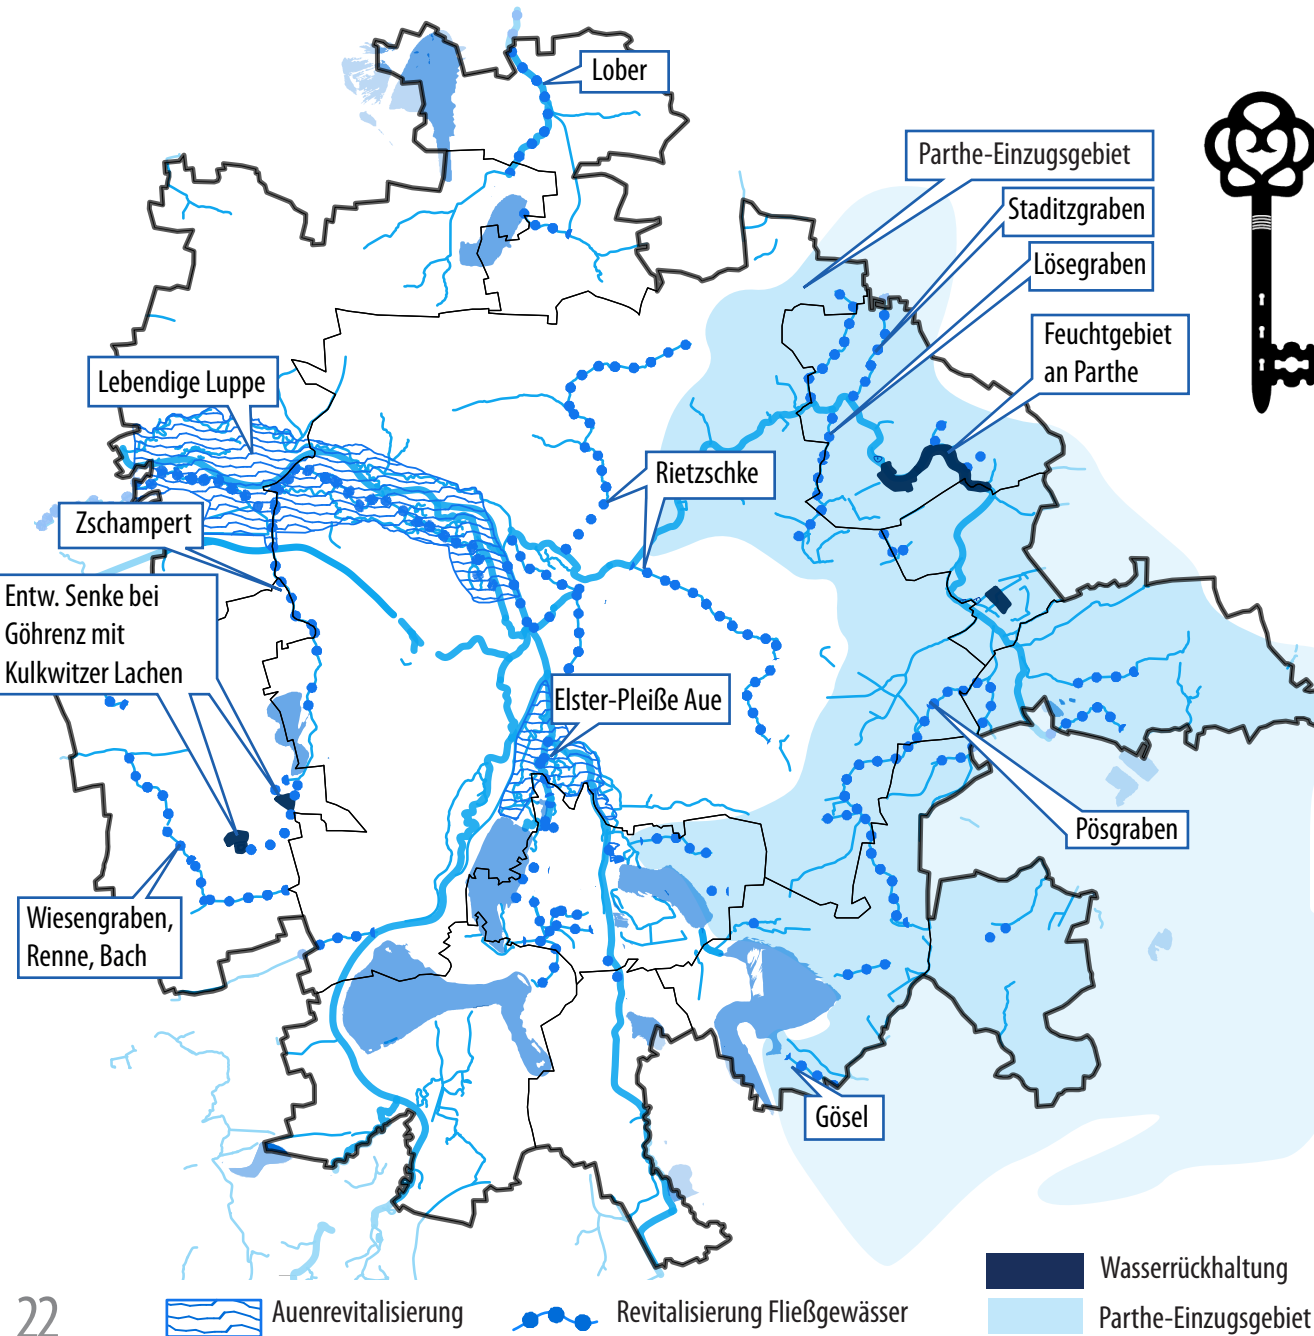 Lober
Parthe-Einzugsgebiet
Staditzgraben
Lösegraben
Feuchtgebiet
an Parthe
Lebendige Luppe
Rietzschke
Zschampert
Entw. Senke bei
Göhrenz mit
Kulkwitzer Lachen
Elster-Pleiße Aue
Pösgraben
Wiesengraben,
Renne, Bach
Gösel
Wasserrückhaltung
22
Auenrevitalisierung
Revitalisierung Fließgewässer
Parthe-Einzugsgebiet